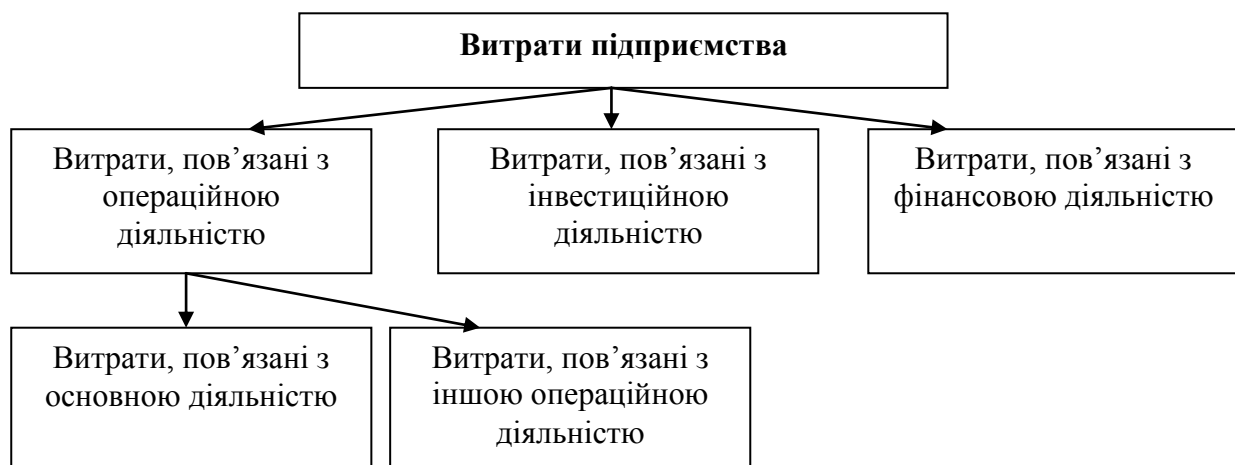 Витрати підприємства
Витрати, пов’язані з
операційною
діяльністю
Витрати, пов’язані з
інвестиційною
діяльністю
Витрати, пов’язані з
фінансовою діяльністю
Витрати, пов’язані з
основною діяльністю
Витрати, пов’язані з
іншою операційною
діяльністю